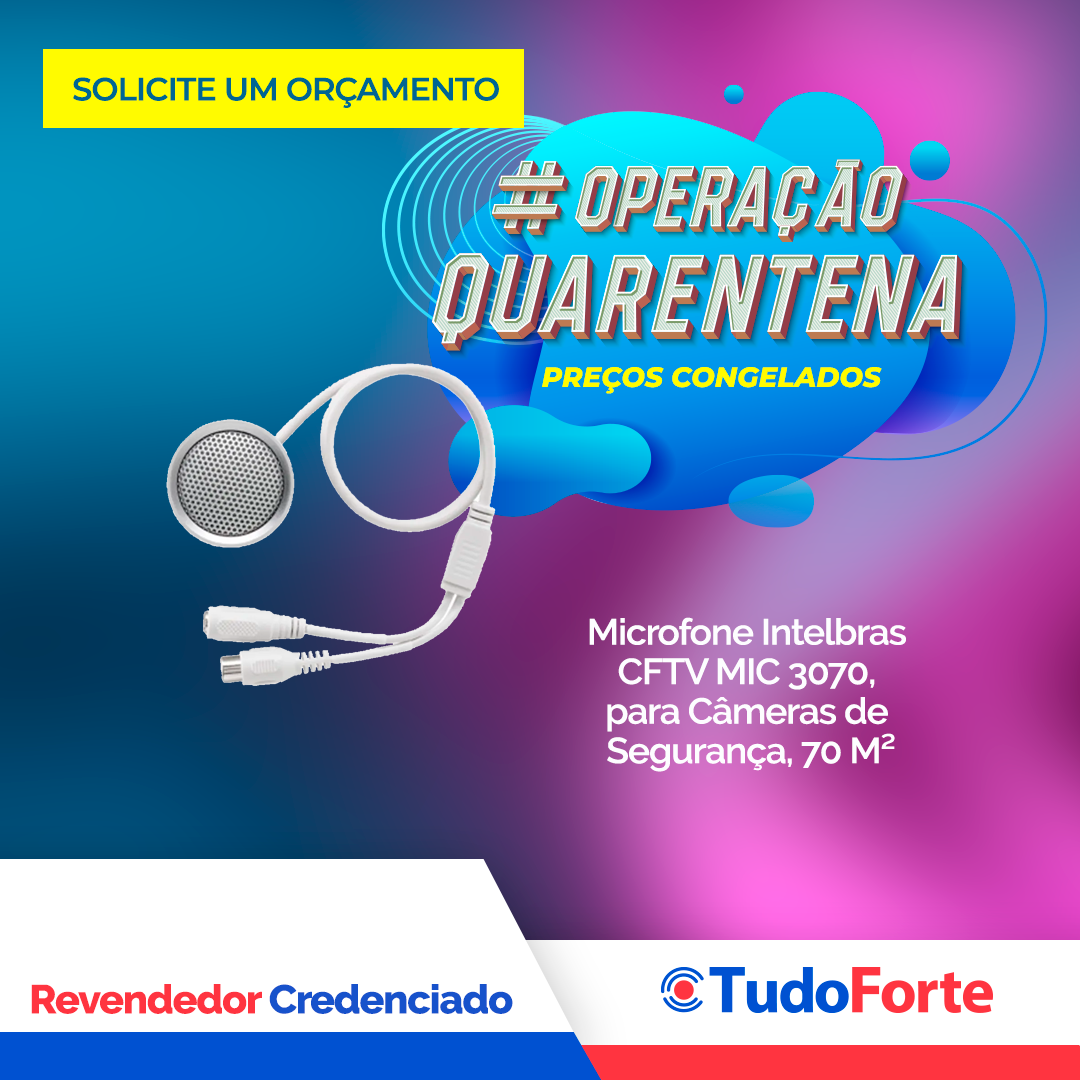 SOLICITE UM ORÇAMENTO
# OPERAÇÃO
QUARENTENA
PREÇOS CONGELADOS
Microfone Intelbras
CFTV MIC 3070,
para Câmeras de
Segurança, 70 M²
Revendedor Credenciado
TudoForte